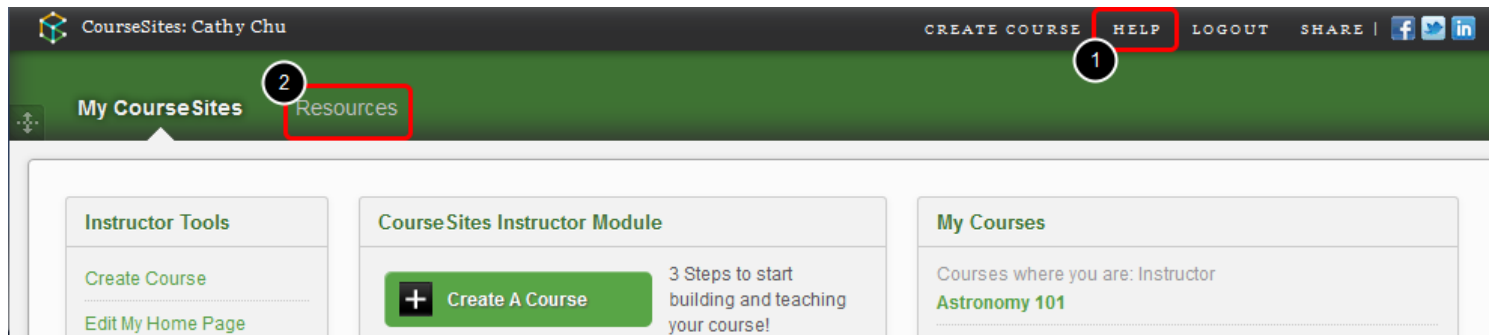 CourseSites: Cathy Chu
CREATE COURSE HELP LOGOUT SHARE | f in
1
2
My CourseSites Resources
Instructor Tools
Create Course
Edit My Home Page
CourseSites Instructor Module
+ Create A Course
3 Steps to start
building and teaching
your course!
My Courses
Courses where you are: Instructor
Astronomy 101